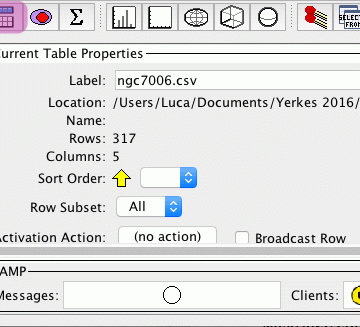 Σ
SELECT
FROM
Current Table Properties
Label: ngc7006.csv
Location: /Users/Luca/Documents/Yerkes 2016/
Name:
Rows: 317
Columns: 5
Sort Order:
Row Subset: All
Activation Action: (no action) Broadcast Row
AMP
Messages: Clients: